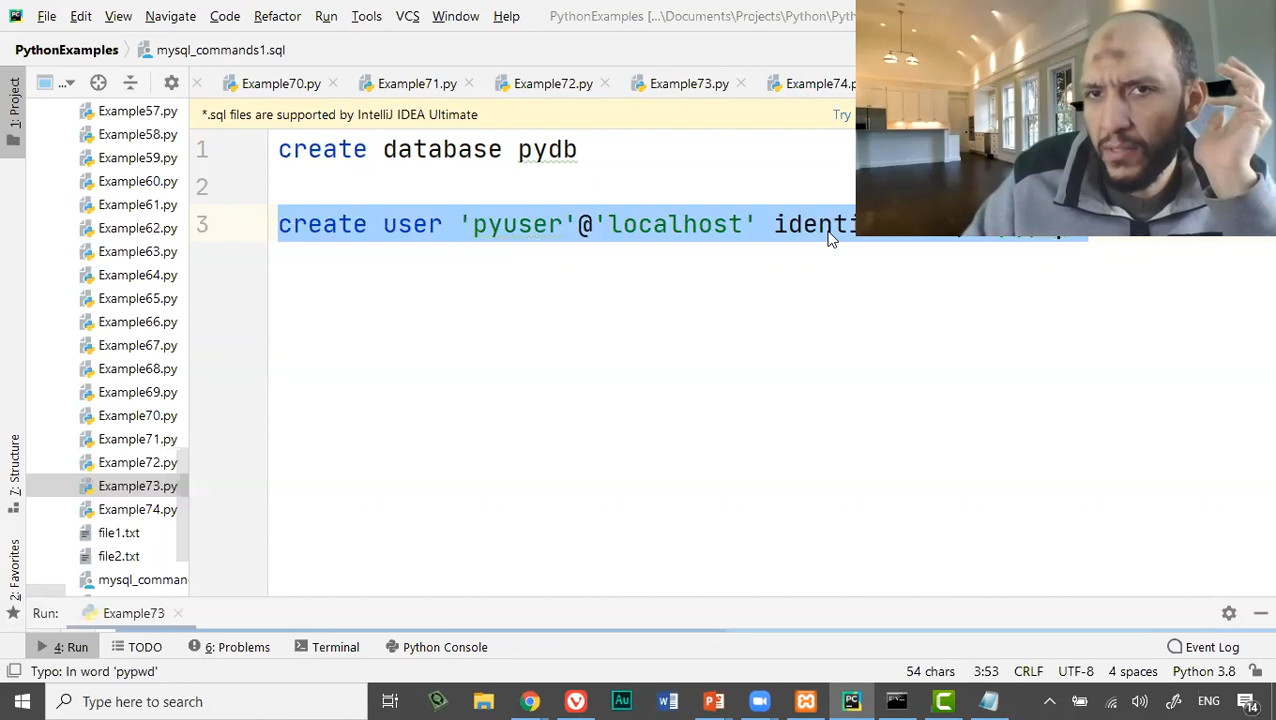 File Edit View Navigate Code Refactor Run Tools VCS Window Help PythonExamples [...\Documents\Projects\Python\Pyt
PythonExamples mysql_commands1.sql
1: Project
... Example70.py Example71.py Example72.py Example73.py Example74.p
*.sql files are supported by IntelliJ IDEA Ultimate Try
Example57.py
Example58.py
Example59.py
Example60.py
Example61.py
Example62.py
Example63.py
Example64.py
Example65.py
Example66.py
Example67.py
Example68.py
Example69.py
Example70.py
Example71.py
Example72.py
Example73.py
Example74.py
file1.txt
file2.txt
mysql_comman
1 create database pydb
2
3 create user 'pyuser'@'localhost' identi
7: Structure
2: Favorites
Run: Example73
4: Run TODO 6: Problems Terminal Python Console Event Log
Typo: In word 'pypwd' 54 chars 3:53 CRLF UTF-8 4 spaces Python 3.8
Type here to search ENG 14